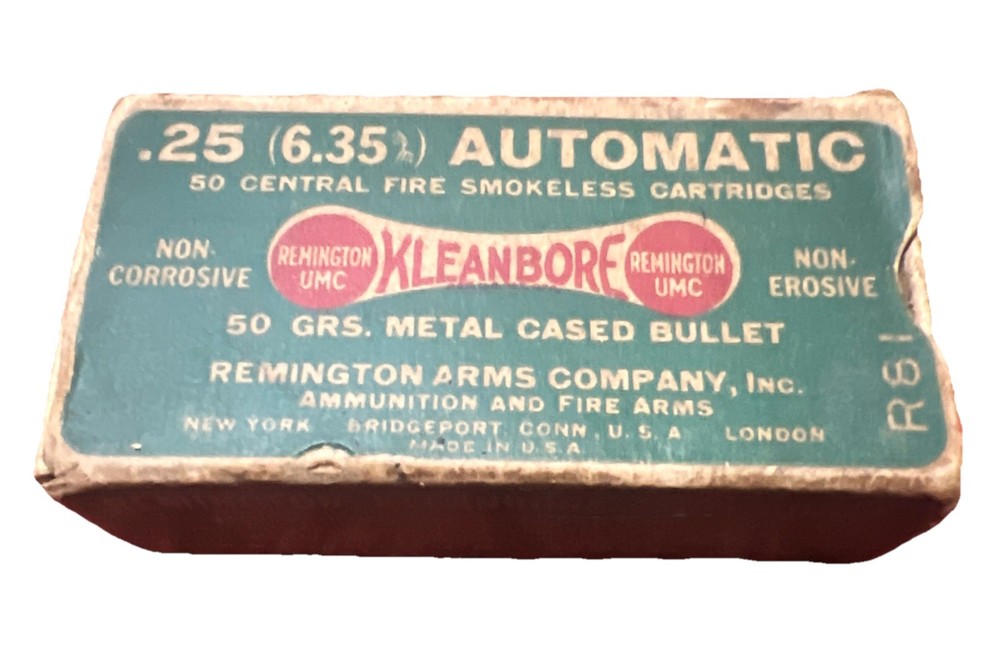 .25 (6.35 ) AUTOMATIC
50 CENTRAL FIRE SMOKELESS CARTRIDGES
NON-
CORROSIVE
REMINGTON
UMC
KLEANBORE
REMINGTON
UMC
NON-
EROSIVE
50 GRS. METAL CASED BULLET
REMINGTON ARMS COMPANY, INC.
AMMUNITION AND FIRE ARMS
NEW YORK BRIDGEPORT, CONN., U.S.A LONDON
MADE IN U.S.A.
R61